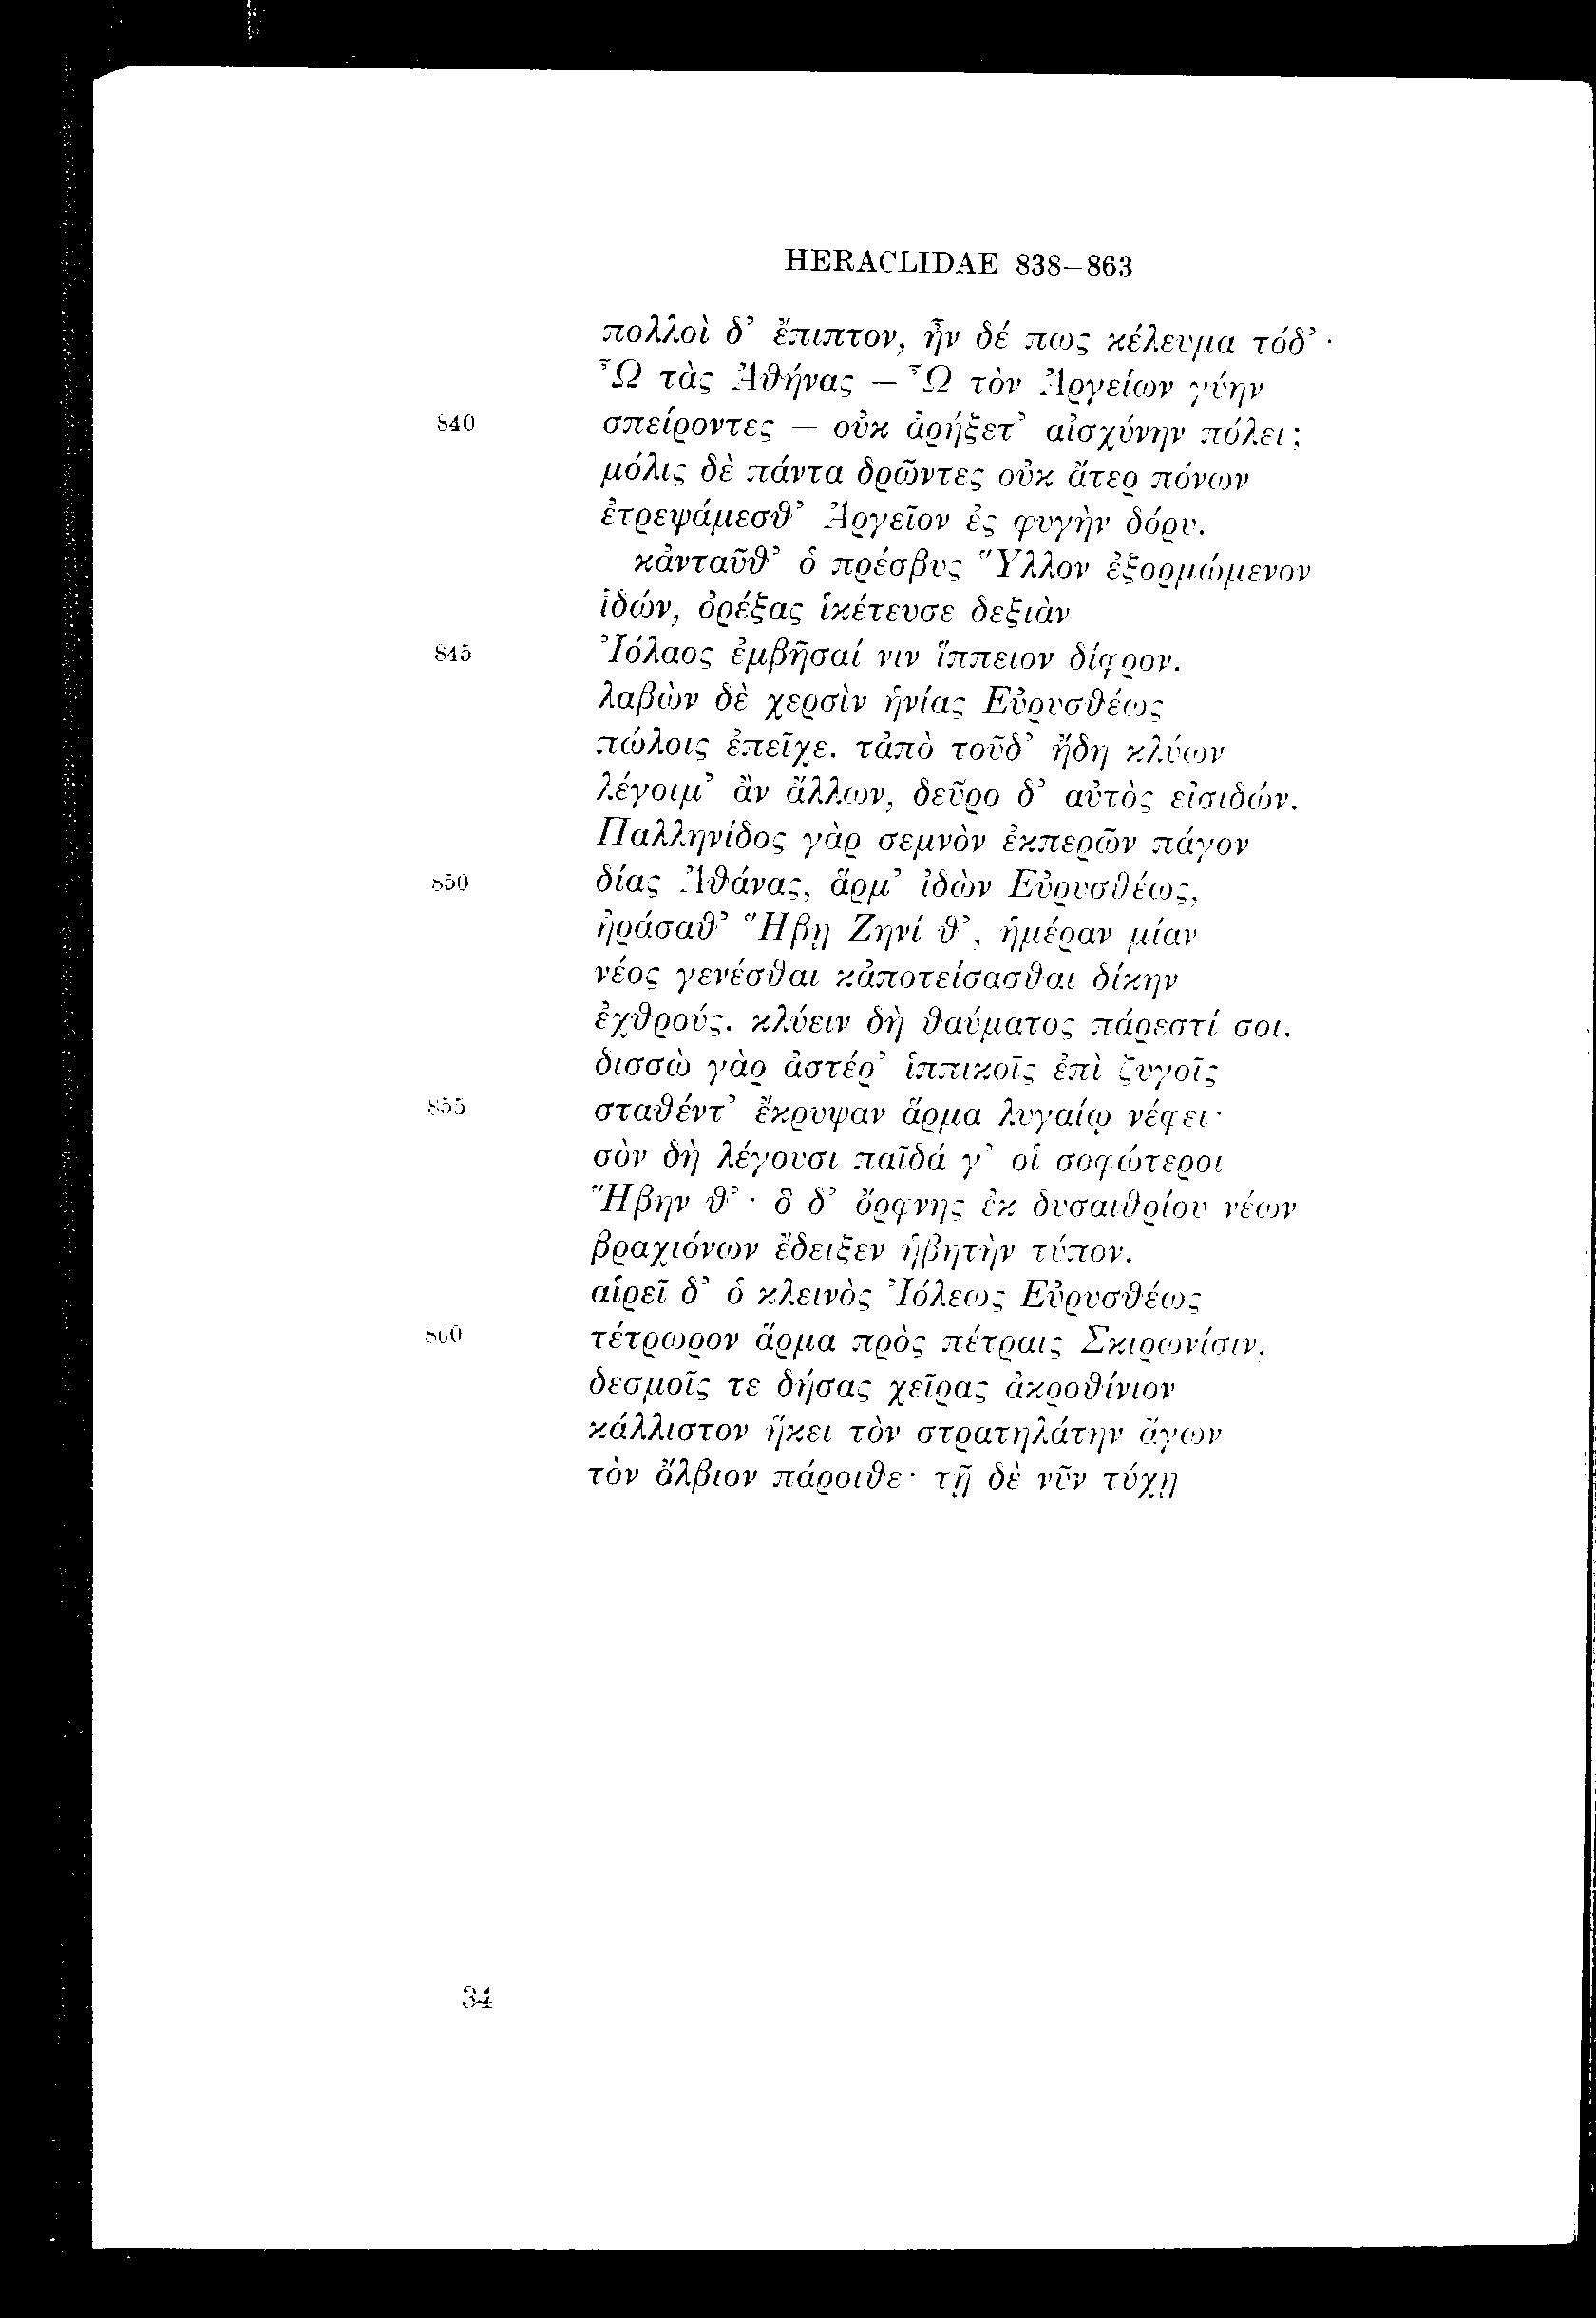 HERACLIDAE 838–863
πολλοὶ δ’ ἔπιπτον, ἦν δέ πως κέλευμα τόδ’ ·
Ὦ τὰς Ἀθήνας – Ὦ τὸν Ἀργείων γύην
840 σπείροντες – οὐκ ἀρήξετ’ αἰσχύνην πόλει;
μόλις δὲ πάντα δρῶντες οὐκ ἄτερ πόνων
ἐτρεψάμεσθ’ Ἀργεῖον ἐς φυγὴν δόρυ.
κἀνταῦθ’ ὁ πρέσβυς Ὕλλον ἐξορμώμενον
ἰδών, ὀρέξας ἱκέτευσε δεξιὰν
845 Ἰόλαος ἐμβῆσαί νιν ἵππειον δίφρον.
λαβὼν δὲ χερσὶν ἡνίας Εὐρυσθέως
πώλοις ἐπεῖχε. τἀπὸ τοῦδ’ ἤδη κλύων
λέγοιμ’ ἂν ἄλλων, δεῦρο δ’ αὐτὸς εἰσιδών.
Παλληνίδος γὰρ σεμνὸν ἐκπερῶν πάγον
850 δίας Ἀθάνας, ἅρμ’ ἰδὼν Εὐρυσθέως,
ἠράσαθ’ Ἥβῃ Ζηνί θ’, ἡμέραν μίαν
νέος γενέσθαι κἀποτείσασθαι δίκην
ἐχθρούς. κλύειν δὴ θαύματος πάρεστί σοι.
δισσὼ γὰρ ἀστέρ’ ἱππικοῖς ἐπὶ ζυγοῖς
855 σταθέντ’ ἔκρυψαν ἅρμα λυγαίῳ νέφει·
σὸν δὴ λέγουσι παῖδά γ’ οἱ σοφώτεροι
Ἥβην θ’ · ὃ δ’ ὄρφνης ἐκ δυσαιθρίου νέων
βραχιόνων ἔδειξεν ἡβητὴν τύπον.
αἱρεῖ δ’ ὁ κλεινὸς Ἰόλεως Εὐρυσθέως
860 τέτρωρον ἅρμα πρὸς πέτραις Σκιρωνίσιν,
δεσμοῖς τε δήσας χεῖρας ἀκροθίνιον
κάλλιστον ἥκει τὸν στρατηλάτην ἄγων
τὸν ὄλβιον πάροιθε· τῇ δὲ νῦν τύχῃ
34